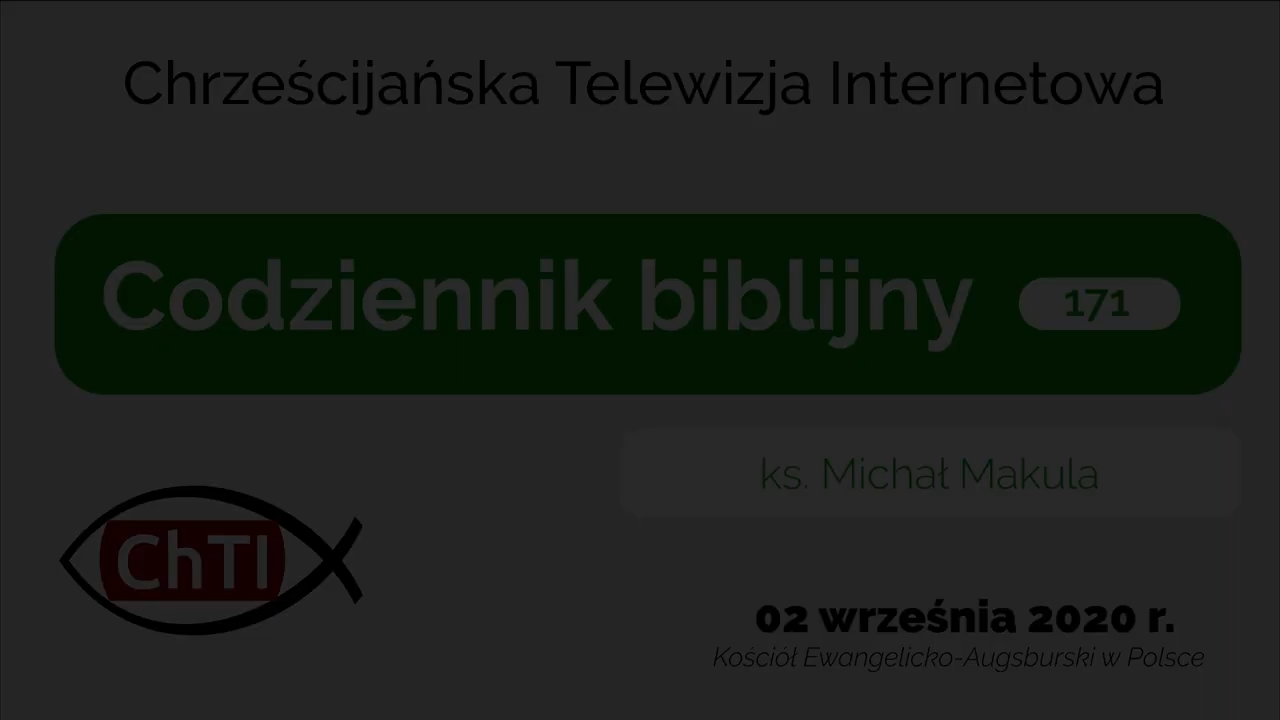 Chrześcijańska Telewizja Internetowa
Codziennik biblijny 171
ks. Michał Makula
ChTI
02 września 2020 r.
Kościół Ewangelicko-Augsburski w Polsce